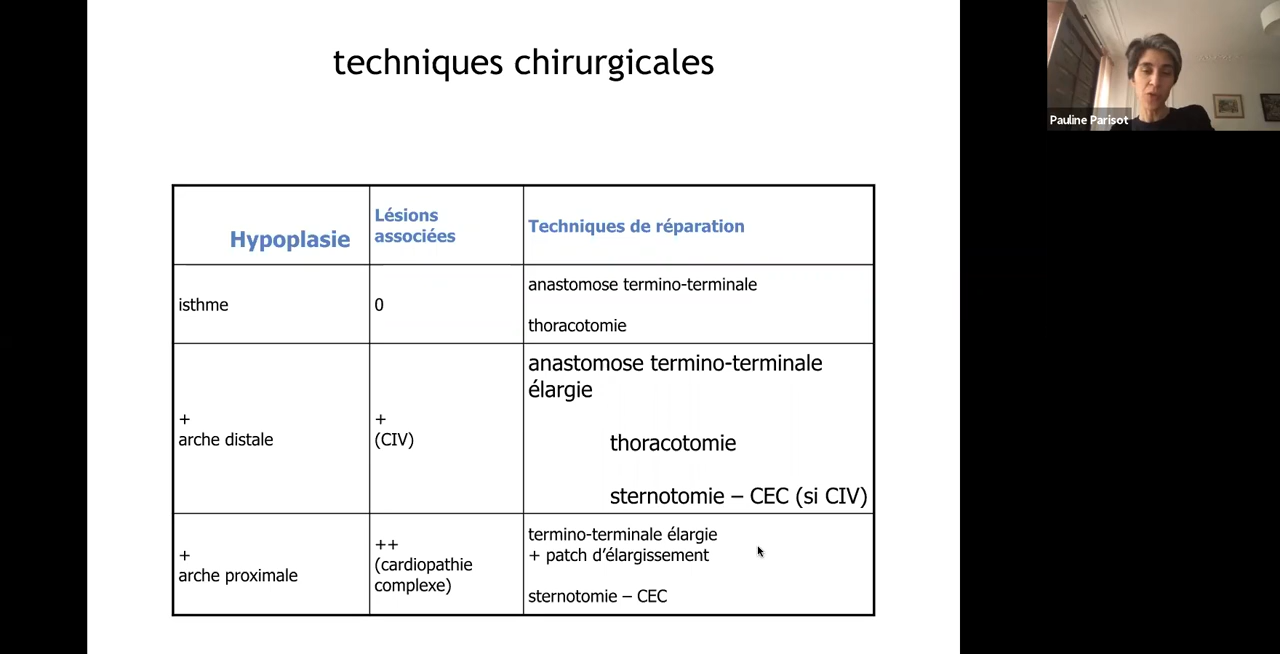 techniques chirurgicales
Pauline Parisot
Hypoplasie
Lésions
associées
Techniques de réparation
isthme
0
anastomose termino-terminale
thoracotomie
+
arche distale
+
(CIV)
anastomose termino-terminale
élargie
thoracotomie
sternotomie – CEC (si CIV)
+
arche proximale
++
(cardiopathie
complexe)
termino-terminale élargie
+ patch d’élargissement
sternotomie – CEC